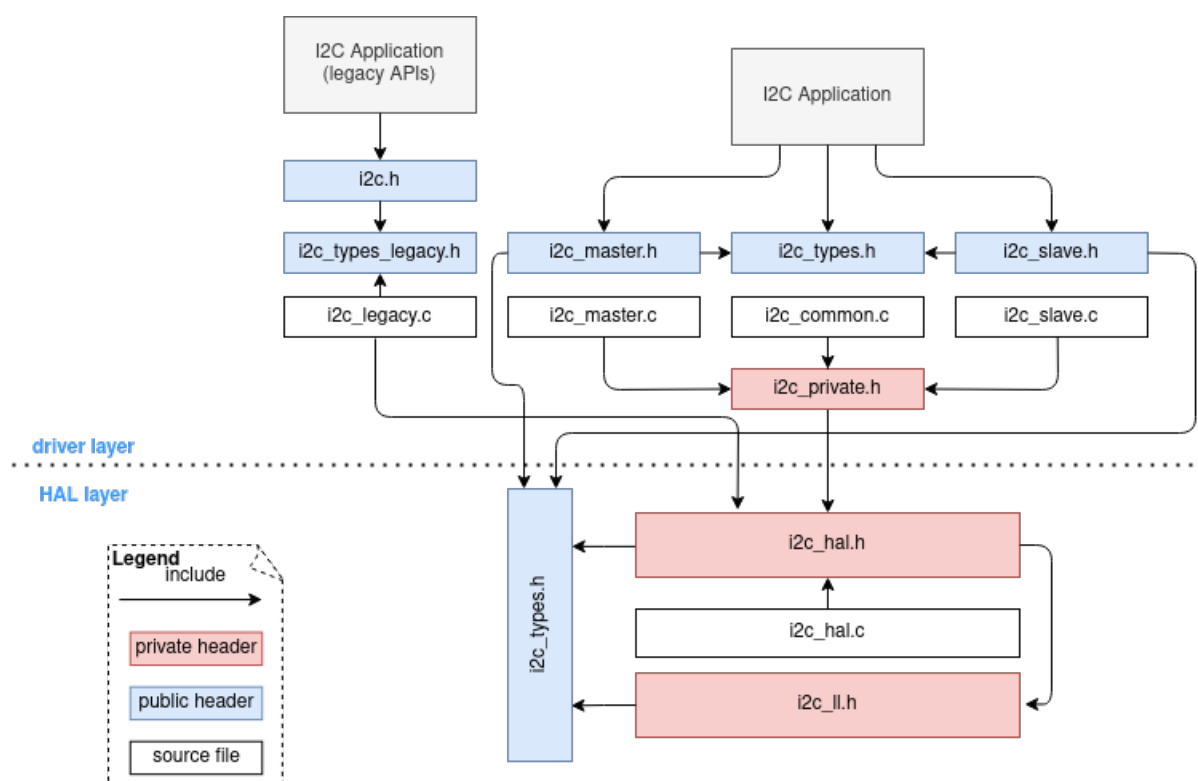 I2C Application
(legacy APIs)
I2C Application
i2c.h
i2c_types_legacy.h
i2c_master.h
i2c_types.h
i2c_slave.h
i2c_legacy.c
i2c_master.c
i2c_common.c
i2c_slave.c
i2c_private.h
driver layer
HAL layer
i2c_types.h
i2c_hal.h
i2c_hal.c
i2c_ll.h
Legend
include
private header
public header
source file